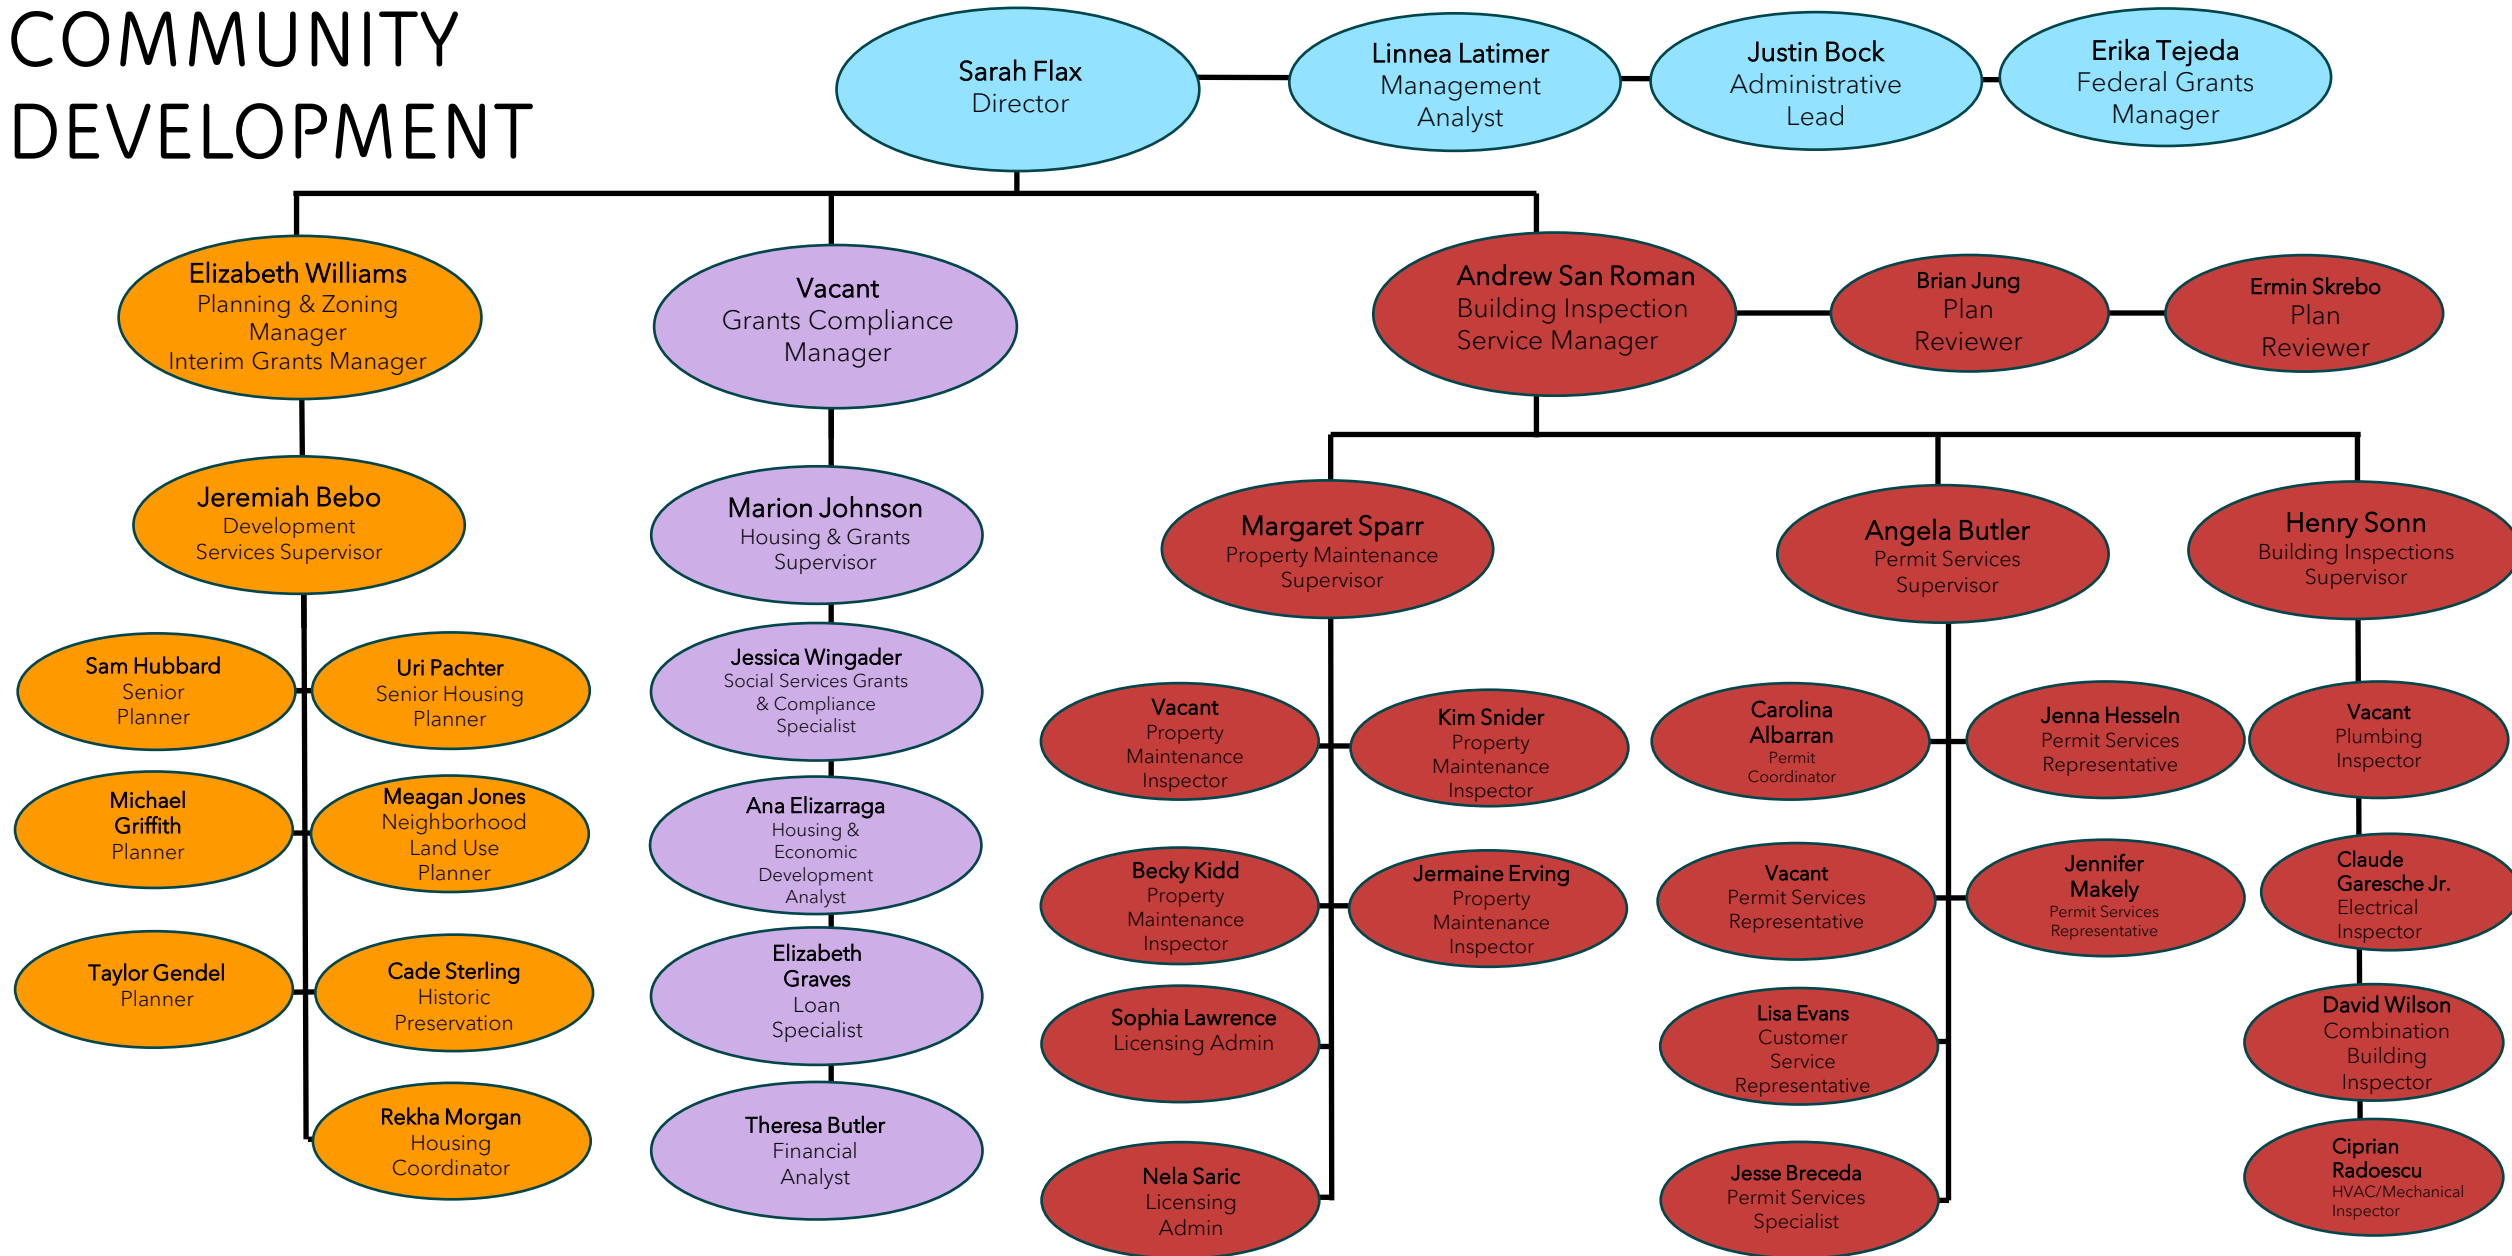 COMMUNITY
DEVELOPMENT
Sarah Flax
Director
Linnea Latimer
Management
Analyst
Justin Bock
Administrative
Lead
Erika Tejeda
Federal Grants
Manager
Elizabeth Williams
Planning & Zoning
Manager
Interim Grants Manager
Vacant
Grants Compliance
Manager
Andrew San Roman
Building Inspection
Service Manager
Brian Jung
Plan
Reviewer
Ermin Skrebo
Plan
Reviewer
Jeremiah Bebo
Development
Services Supervisor
Marion Johnson
Housing & Grants
Supervisor
Margaret Sparr
Property Maintenance
Supervisor
Angela Butler
Permit Services
Supervisor
Henry Sonn
Building Inspections
Supervisor
Sam Hubbard
Senior
Planner
Uri Pachter
Senior Housing
Planner
Jessica Wingader
Social Services Grants
& Compliance
Specialist
Vacant
Property
Maintenance
Inspector
Kim Snider
Property
Maintenance
Inspector
Carolina
Albarran
Permit
Coordinator
Jenna Hesseln
Permit Services
Representative
Vacant
Plumbing
Inspector
Michael
Griffith
Planner
Meagan Jones
Neighborhood
Land Use
Planner
Ana Elizarraga
Housing &
Economic
Development
Analyst
Becky Kidd
Property
Maintenance
Inspector
Jermaine Erving
Property
Maintenance
Inspector
Vacant
Permit Services
Representative
Jennifer
Makely
Permit Services
Representative
Claude
Garesche Jr.
Electrical
Inspector
Taylor Gendel
Planner
Cade Sterling
Historic
Preservation
Elizabeth
Graves
Loan
Specialist
Sophia Lawrence
Licensing Admin
Lisa Evans
Customer
Service
Representative
David Wilson
Combination
Building
Inspector
Rekha Morgan
Housing
Coordinator
Theresa Butler
Financial
Analyst
Nela Saric
Licensing
Admin
Jesse Breceda
Permit Services
Specialist
Ciprian
Radoescu
HVAC/Mechanical
Inspector